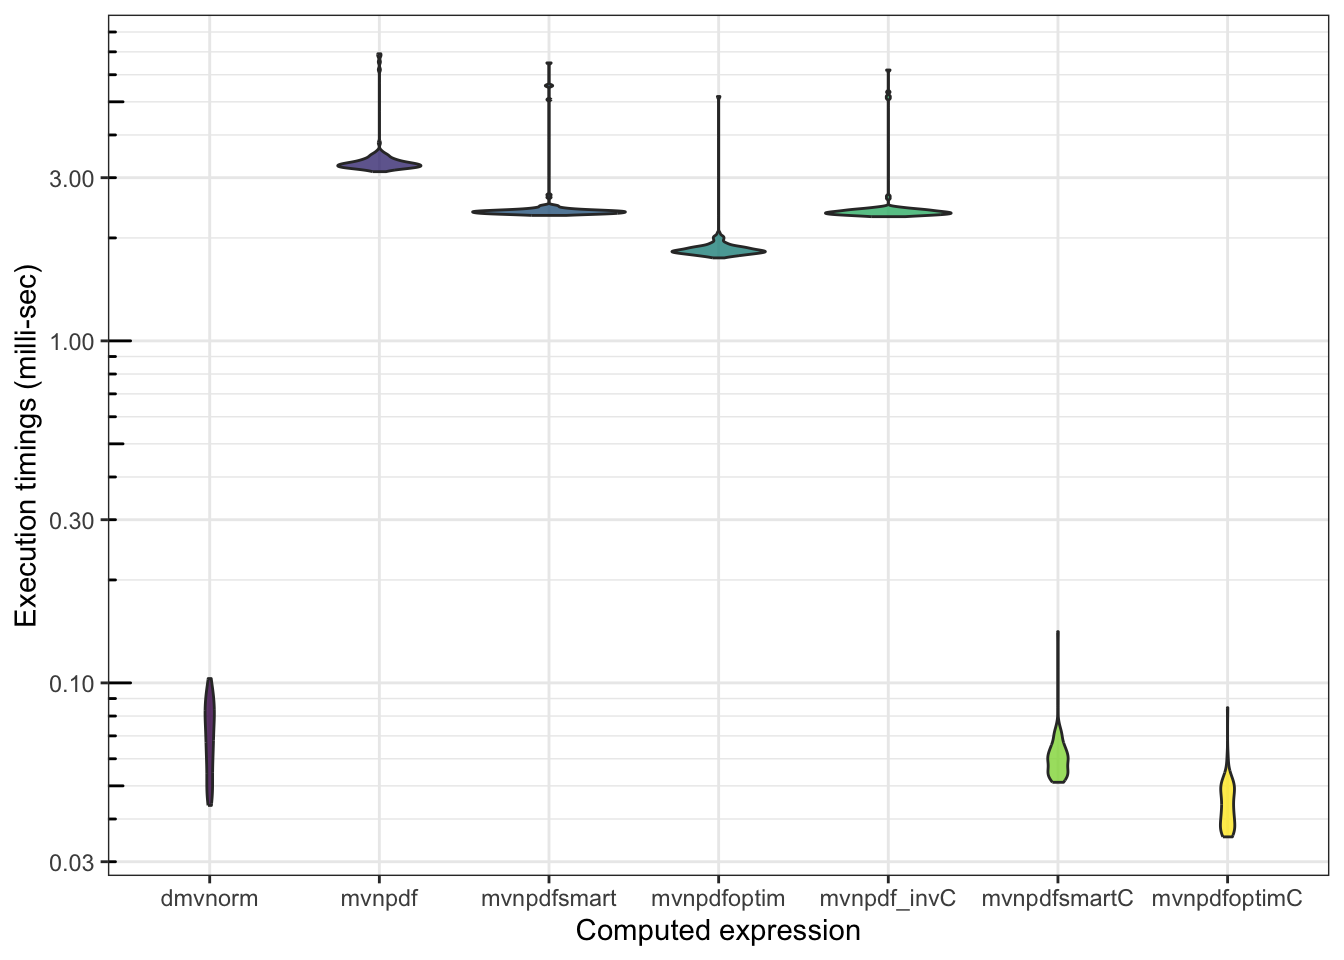 Execution timings (milli-sec)
3.00
1.00
0.30
0.10
0.03
dmvnorm mvnpdf mvnpdfsmart mvnpdfoptim mvnpdf_invC mvnpdfsmartC mvnpdfoptimC
Computed expression